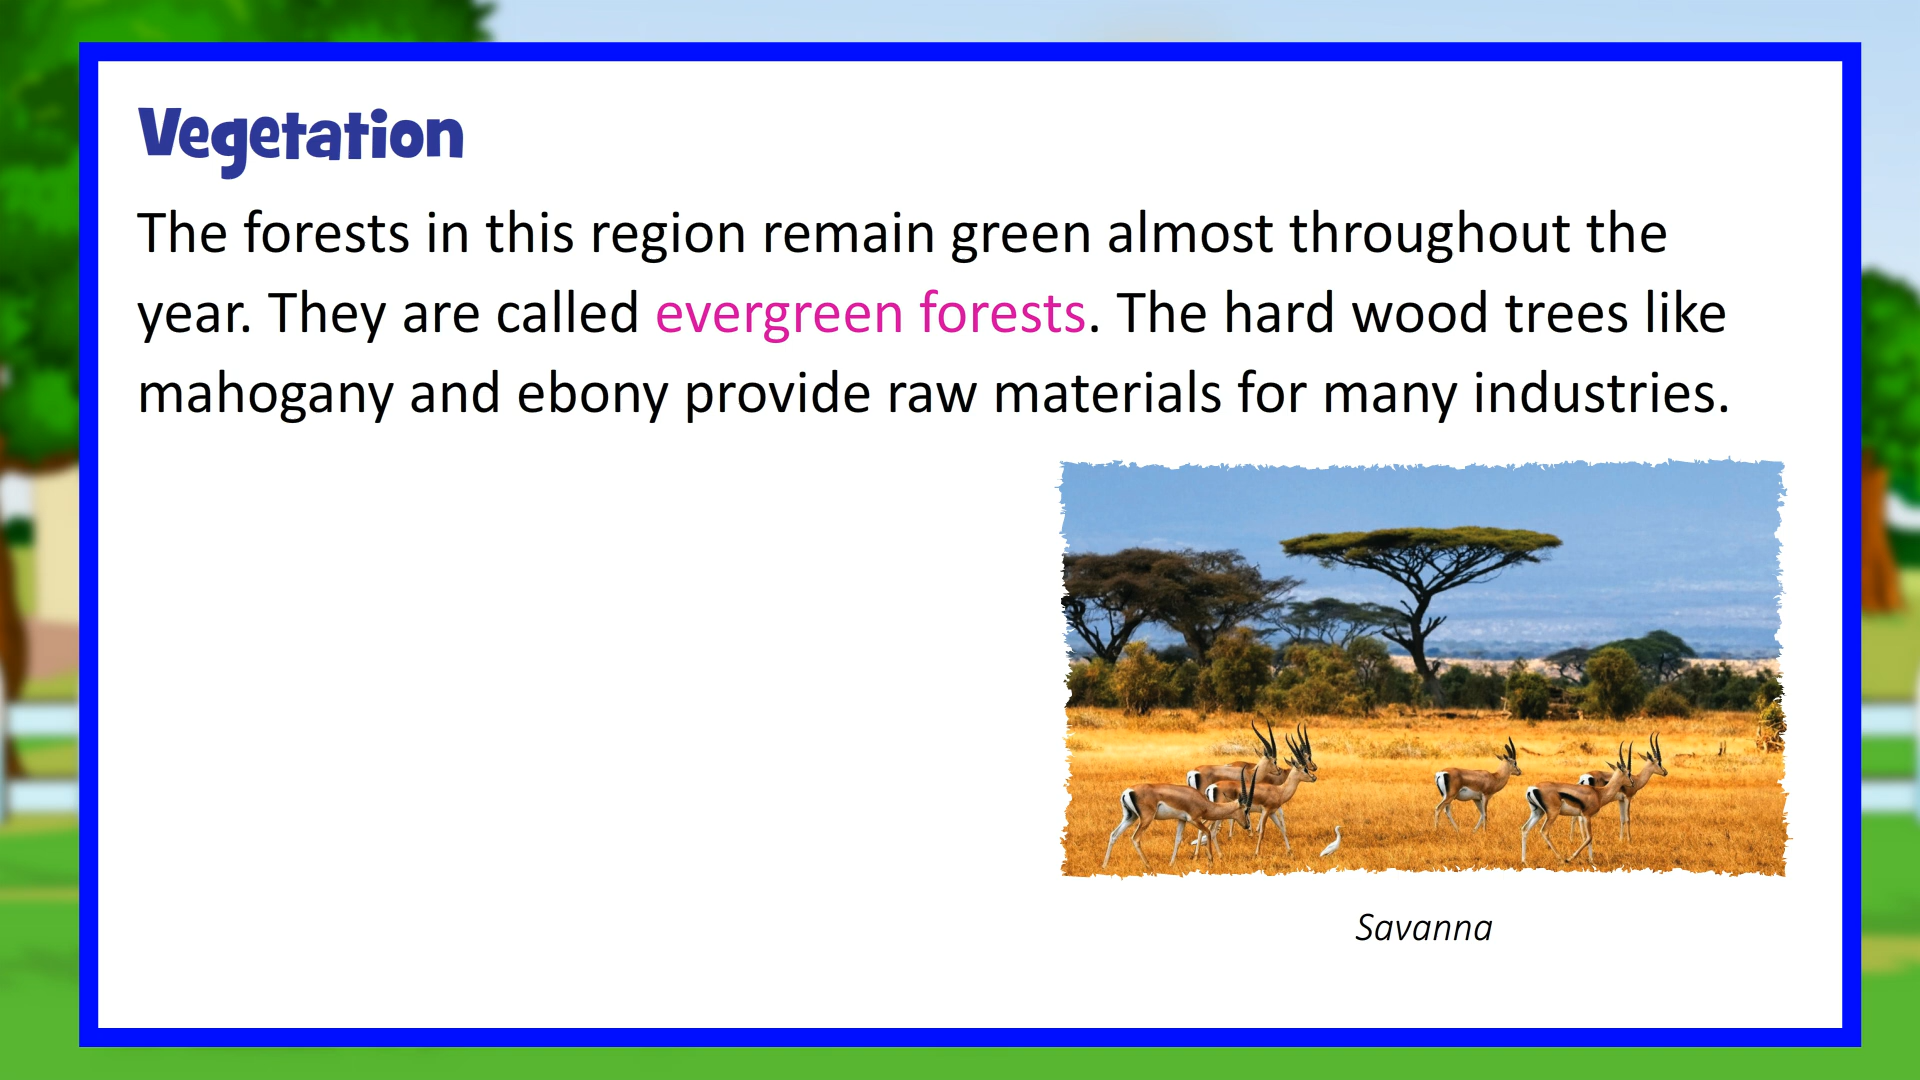 Vegetation
The forests in this region remain green almost throughout the
year. They are called evergreen forests. The hard wood trees like
mahogany and ebony provide raw materials for many industries.
Savanna